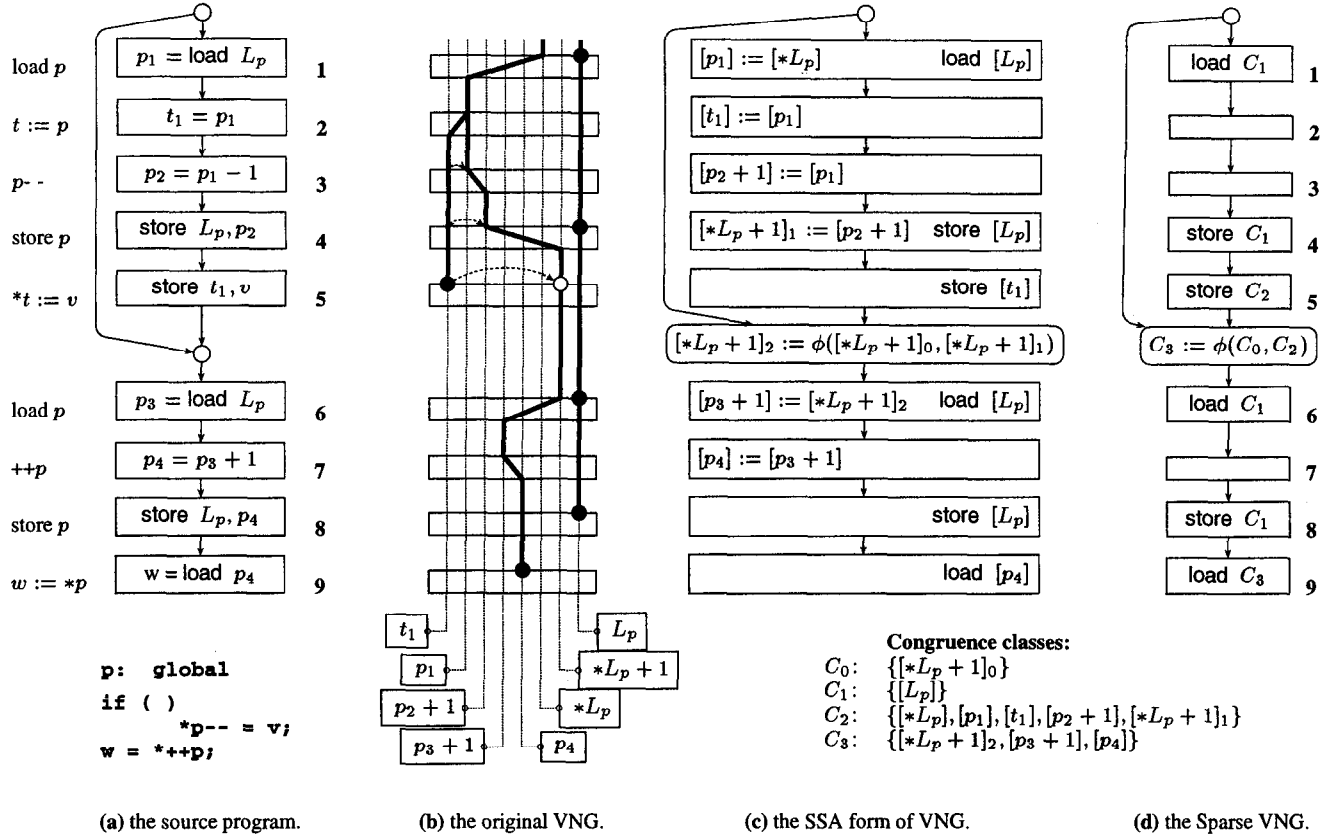 load p
t := p
p- -
store p
*t := v
load p
++p
store p
w := *p
p₁ = load Lₚ
t₁ = p₁
p₂ = p₁ − 1
store Lₚ, p₂
store t₁, v
p₃ = load Lₚ
p₄ = p₃ + 1
store Lₚ, p₄
w = load p₄
1
2
3
4
5
6
7
8
9
p: global
if ( )
*p-- = v;
w = *++p;
(a) the source program.
t₁
p₁
p₂ + 1
p₃ + 1
Lₚ
*Lₚ + 1
*Lₚ
p₄
(b) the original VNG.
[p₁] := [*Lₚ] load [Lₚ]
[t₁] := [p₁]
[p₂ + 1] := [p₁]
[*Lₚ + 1]₁ := [p₂ + 1] store [Lₚ]
store [t₁]
[*Lₚ + 1]₂ := ϕ([*Lₚ + 1]₀, [*Lₚ + 1]₁)
[p₃ + 1] := [*Lₚ + 1]₂ load [Lₚ]
[p₄] := [p₃ + 1]
store [Lₚ]
load [p₄]
Congruence classes:
C₀: {[*Lₚ + 1]₀}
C₁: {[Lₚ]}
C₂: {[*Lₚ], [p₁], [t₁], [p₂ + 1], [*Lₚ + 1]₁}
C₃: {[*Lₚ + 1]₂, [p₃ + 1], [p₄]}
(c) the SSA form of VNG.
load C₁
store C₁
store C₂
C₃ := ϕ(C₀, C₂)
load C₁
store C₁
load C₃
1
2
3
4
5
6
7
8
9
(d) the Sparse VNG.